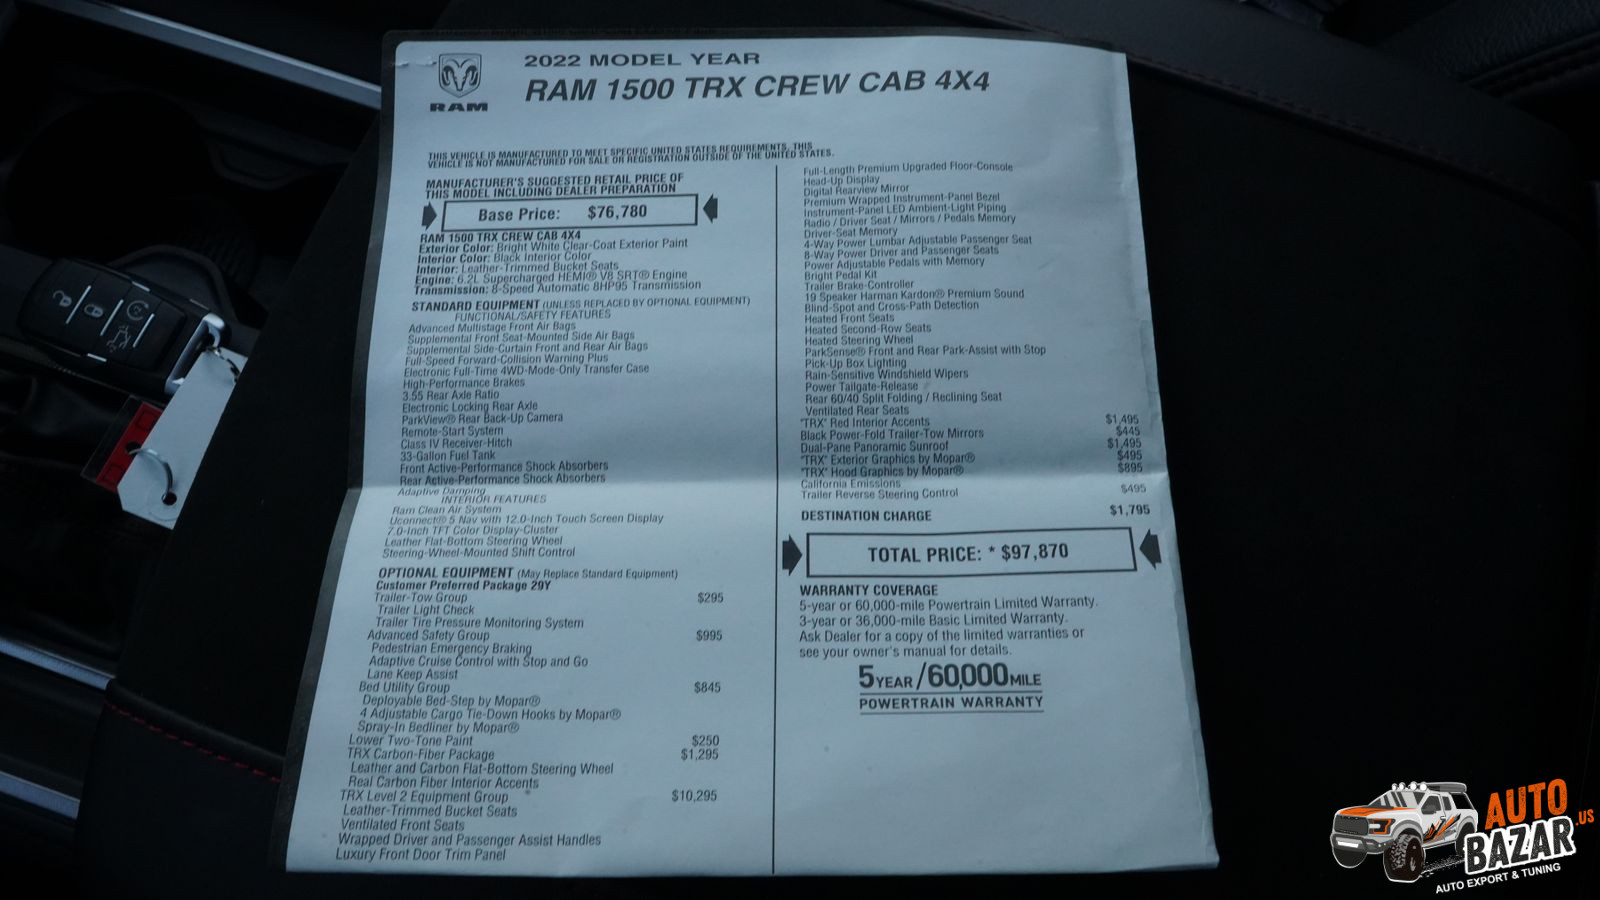 RAM
2022 MODEL YEAR
RAM 1500 TRX CREW CAB 4X4
THIS VEHICLE IS MANUFACTURED TO MEET SPECIFIC UNITED STATES REQUIREMENTS. THIS
VEHICLE IS NOT MANUFACTURED FOR SALE OR REGISTRATION OUTSIDE OF THE UNITED STATES.
MANUFACTURER'S SUGGESTED RETAIL PRICE OF
THIS MODEL INCLUDING DEALER PREPARATION
Base Price: $76,780
RAM 1500 TRX CREW CAB 4X4
Exterior Color: Bright White Clear-Coat Exterior Paint
Interior Color: Black Interior Color
Interior: Leather-Trimmed Bucket Seats
Engine: 6.2L Supercharged HEMI® V8 SRT® Engine
Transmission: 8-Speed Automatic 8HP95 Transmission
STANDARD EQUIPMENT (UNLESS REPLACED BY OPTIONAL EQUIPMENT)
FUNCTIONAL/SAFETY FEATURES
Advanced Multistage Front Air Bags
Supplemental Front Seat-Mounted Side Air Bags
Supplemental Side-Curtain Front and Rear Air Bags
Full-Speed Forward-Collision Warning Plus
Electronic Full-Time 4WD-Mode-Only Transfer Case
High-Performance Brakes
3.55 Rear Axle Ratio
Electronic Locking Rear Axle
ParkView® Rear Back-Up Camera
Remote-Start System
Class IV Receiver-Hitch
33-Gallon Fuel Tank
Front Active-Performance Shock Absorbers
Rear Active-Performance Shock Absorbers
Adaptive Damping
INTERIOR FEATURES
Ram Clean Air System
Uconnect® 5 Nav with 12.0-Inch Touch Screen Display
7.0-Inch TFT Color Display-Cluster
Leather Flat-Bottom Steering Wheel
Steering-Wheel-Mounted Shift Control
OPTIONAL EQUIPMENT (May Replace Standard Equipment)
Customer Preferred Package 29Y
Trailer-Tow Group $295
Trailer Light Check
Trailer Tire Pressure Monitoring System
Advanced Safety Group $995
Pedestrian Emergency Braking
Adaptive Cruise Control with Stop and Go
Lane Keep Assist
Bed Utility Group $845
Deployable Bed-Step by Mopar®
4 Adjustable Cargo Tie-Down Hooks by Mopar®
Spray-In Bedliner by Mopar®
Lower Two-Tone Paint $250
TRX Carbon-Fiber Package $1,295
Leather and Carbon Flat-Bottom Steering Wheel
Real Carbon Fiber Interior Accents
TRX Level 2 Equipment Group $10,295
Leather-Trimmed Bucket Seats
Ventilated Front Seats
Wrapped Driver and Passenger Assist Handles
Luxury Front Door Trim Panel
Full-Length Premium Upgraded Floor-Console
Head-Up Display
Digital Rearview Mirror
Premium Wrapped Instrument-Panel Bezel
Instrument-Panel LED Ambient-Light Piping
Radio / Driver Seat / Mirrors / Pedals Memory
Driver-Seat Memory
4-Way Power Lumbar Adjustable Passenger Seat
8-Way Power Driver and Passenger Seats
Power Adjustable Pedals with Memory
Bright Pedal Kit
Trailer Brake-Controller
19 Speaker Harman Kardon® Premium Sound
Blind-Spot and Cross-Path Detection
Heated Front Seats
Heated Second-Row Seats
Heated Steering Wheel
ParkSense® Front and Rear Park-Assist with Stop
Pick-Up Box Lighting
Rain-Sensitive Windshield Wipers
Power Tailgate-Release
Rear 60/40 Split Folding / Reclining Seat
Ventilated Rear Seats
"TRX" Red Interior Accents $1,495
Black Power-Fold Trailer-Tow Mirrors $445
Dual-Pane Panoramic Sunroof $1,495
"TRX" Exterior Graphics by Mopar® $495
"TRX" Hood Graphics by Mopar® $895
California Emissions
Trailer Reverse Steering Control $495
DESTINATION CHARGE $1,795
TOTAL PRICE: * $97,870
WARRANTY COVERAGE
5-year or 60,000-mile Powertrain Limited Warranty.
3-year or 36,000-mile Basic Limited Warranty.
Ask Dealer for a copy of the limited warranties or
see your owner's manual for details.
5 YEAR/60,000 MILE
POWERTRAIN WARRANTY
AUTO
BAZAR.US
AUTO EXPORT & TUNING